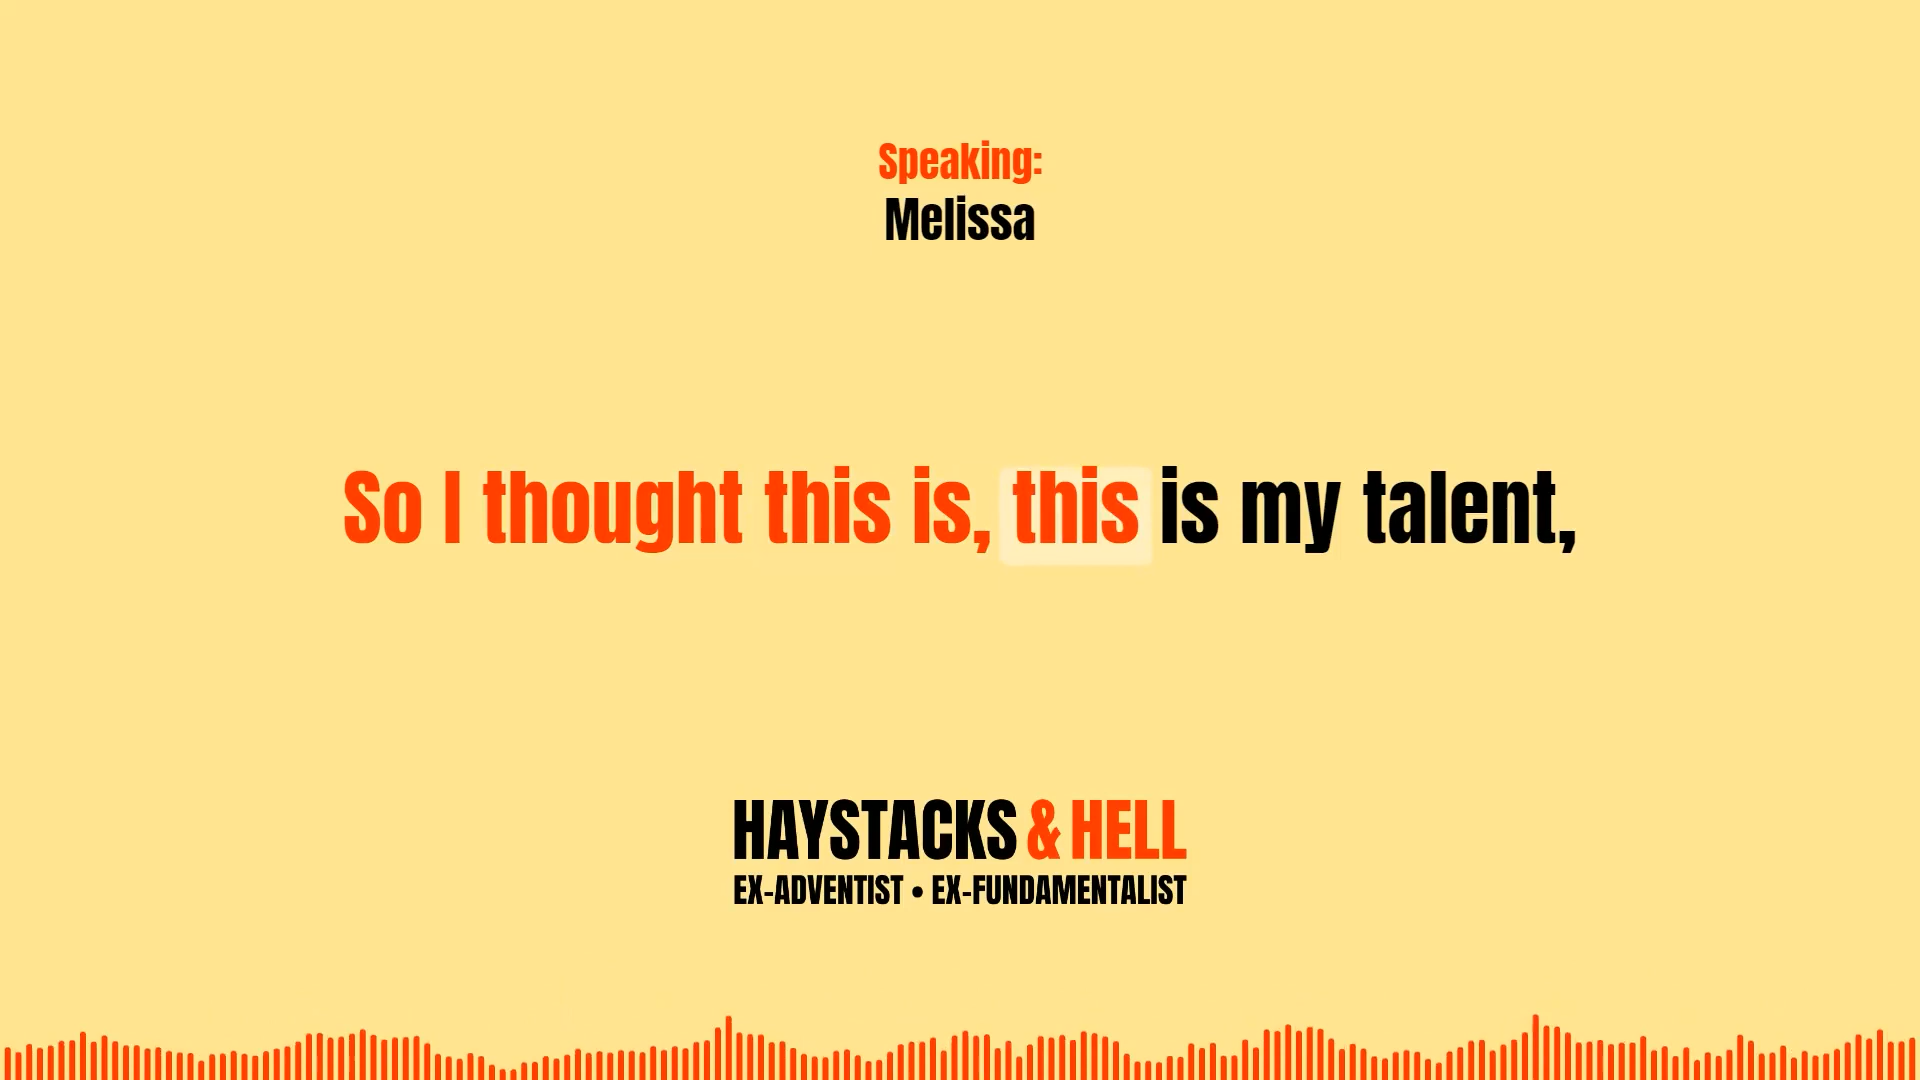 Speaking:
Melissa
So I thought this is, this is my talent,
HAYSTACKS & HELL
EX-ADVENTIST • EX-FUNDAMENTALIST